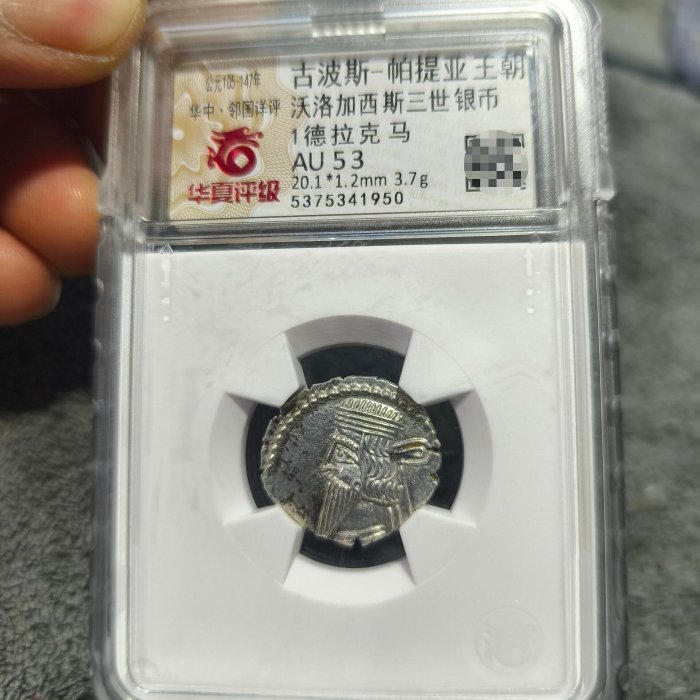 公元105-147年
华中·邻国详评
华夏评级
古波斯-帕提亚王朝
沃洛加西斯三世银币
1德拉克马
AU 53
20.1*1.2mm 3.7g
5375341950